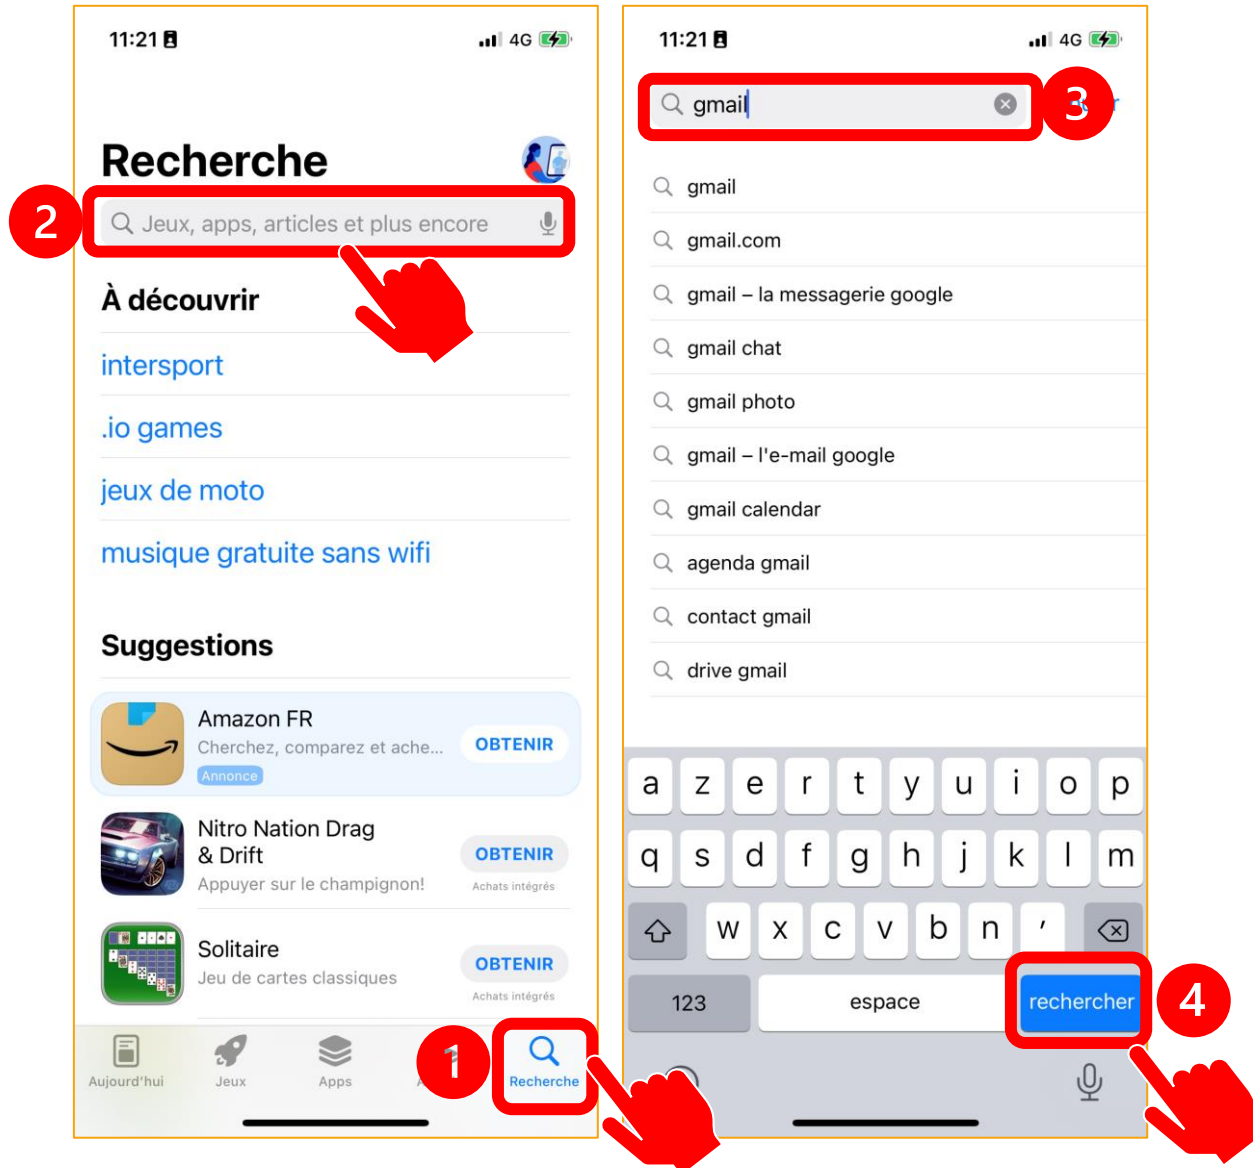 11:21
4G
Recherche
2
Jeux, apps, articles et plus encore
À découvrir
intersport
.io games
jeux de moto
musique gratuite sans wifi
Suggestions
Amazon FR
Cherchez, comparez et ache...
Annonce
OBTENIR
Nitro Nation Drag
& Drift
Appuyer sur le champignon!
OBTENIR
Achats intégrés
Solitaire
Jeu de cartes classiques
OBTENIR
Achats intégrés
Aujourd'hui
Jeux
Apps
1
Recherche
11:21
4G
gmail
3
gmail
gmail.com
gmail – la messagerie google
gmail chat
gmail photo
gmail – l'e-mail google
gmail calendar
agenda gmail
contact gmail
drive gmail
a z e r t y u i o p
q s d f g h j k l m
w x c v b n ′
123 espace rechercher
4